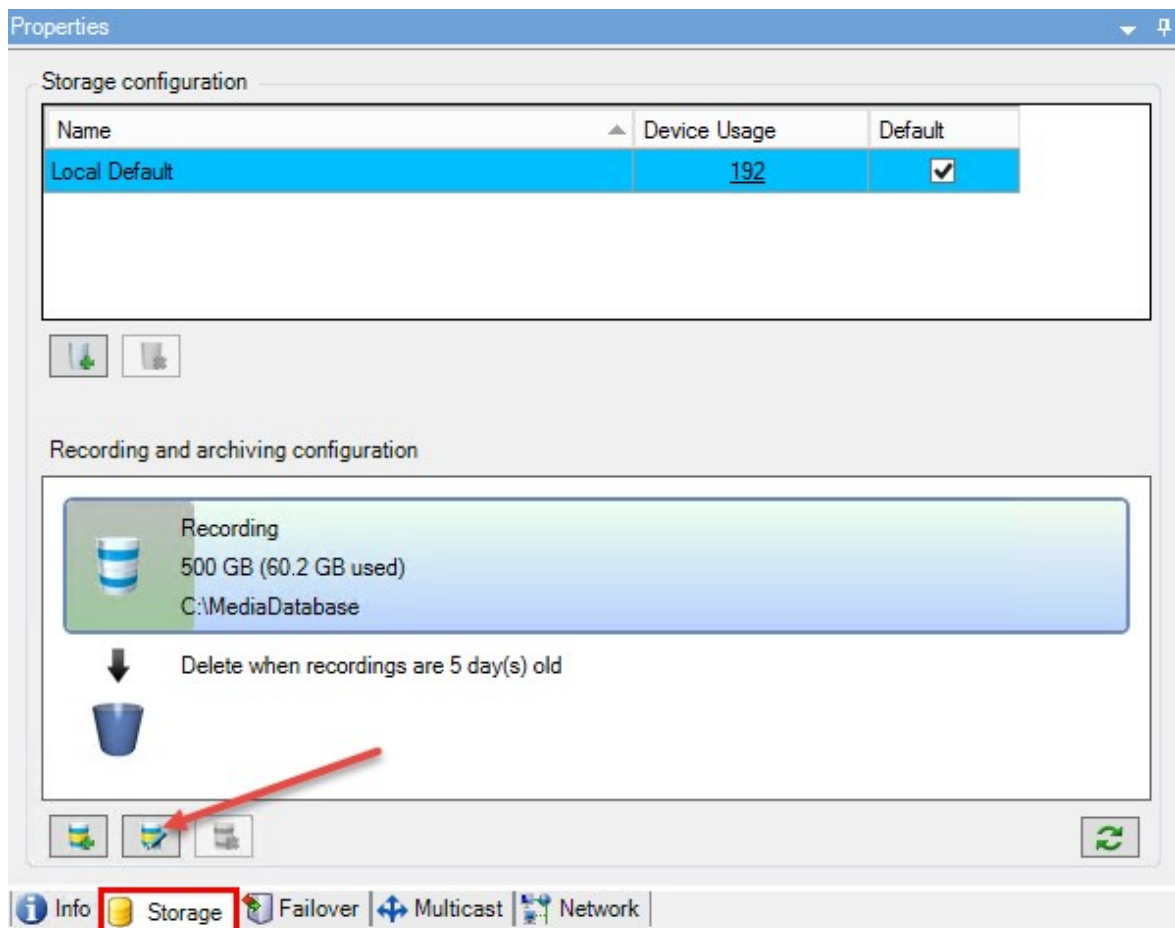 Properties
Storage configuration
Name Device Usage Default
Local Default 192
Recording and archiving configuration
Recording
500 GB (60.2 GB used)
C:\MediaDatabase
Delete when recordings are 5 day(s) old
Info Storage Failover Multicast Network